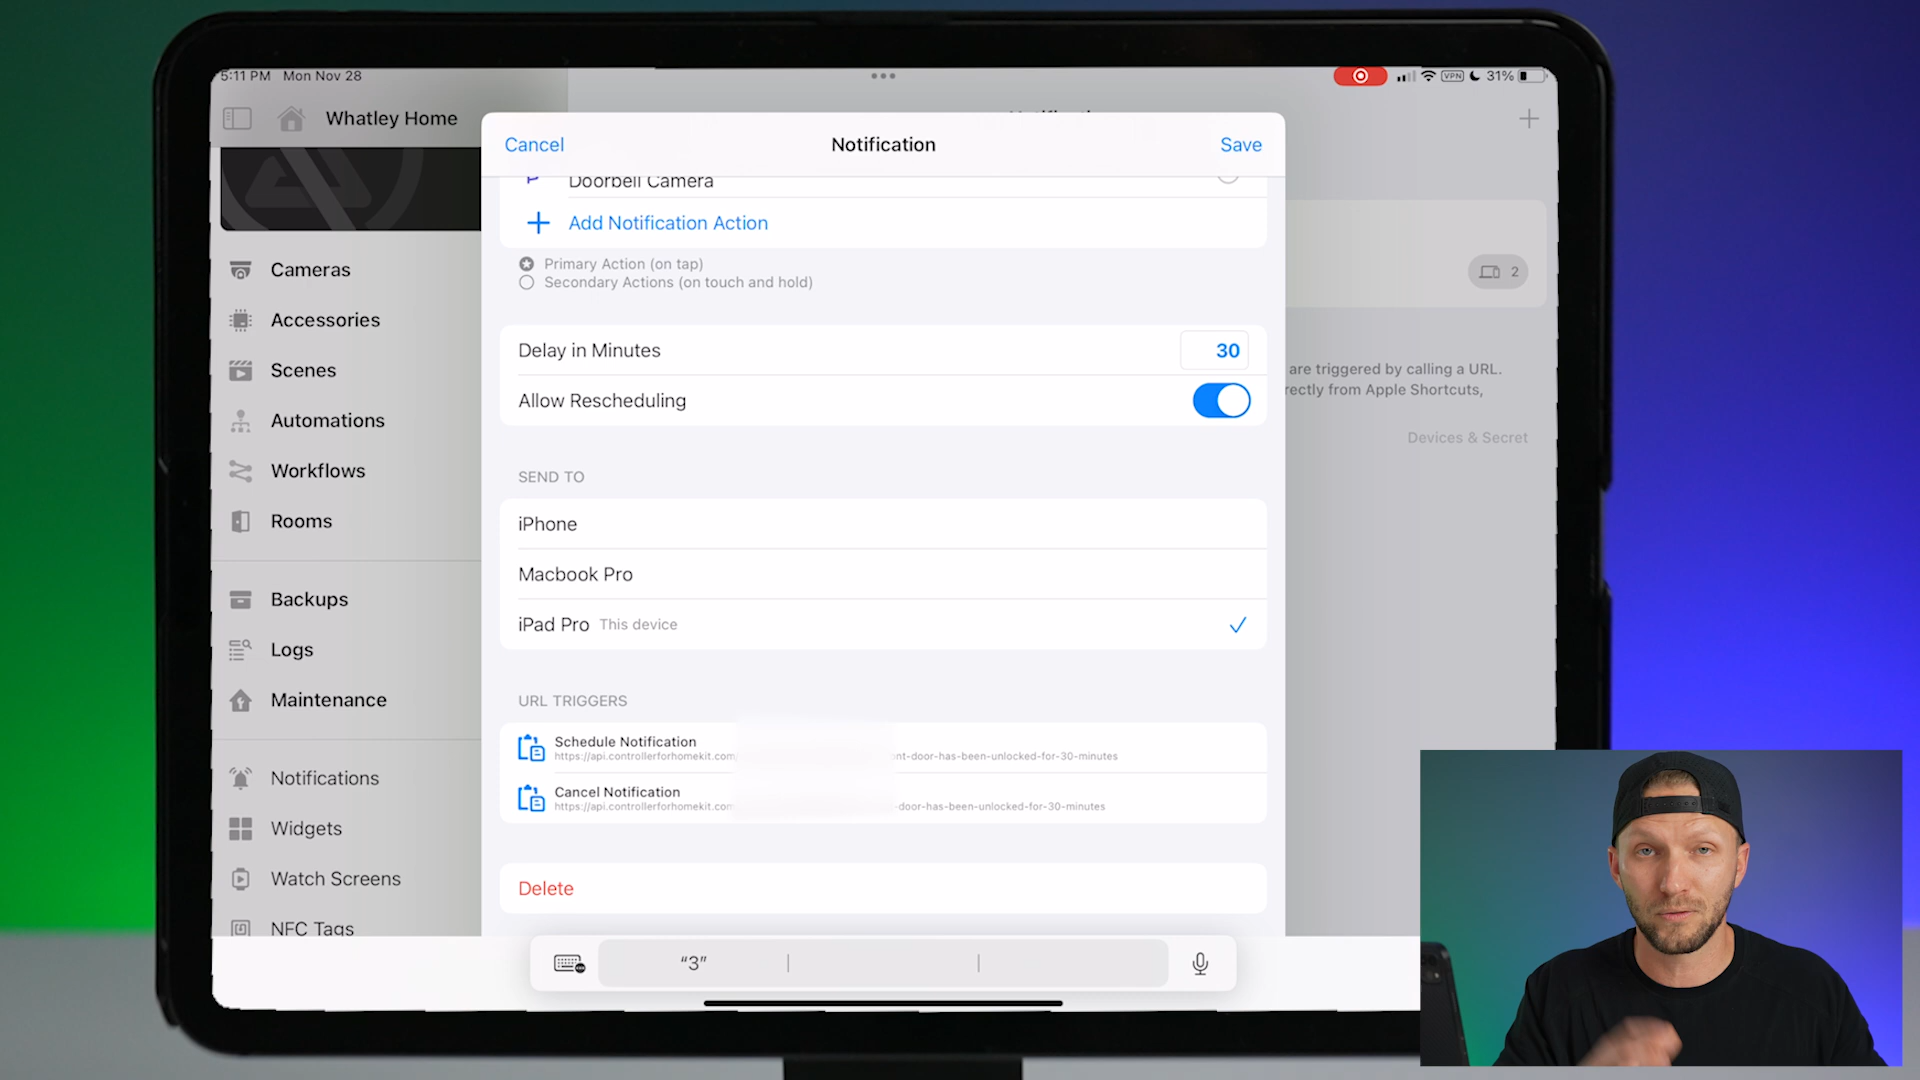 5:11 PM Mon Nov 28
VPN 31%
Whatley Home
Cancel
Notification
Save
Doorbell Camera
Add Notification Action
Primary Action (on tap)
Secondary Actions (on touch and hold)
2
Cameras
Accessories
Scenes
Automations
Workflows
Rooms
Backups
Logs
Maintenance
Notifications
Widgets
Watch Screens
NFC Tags
Delay in Minutes
30
Allow Rescheduling
are triggered by calling a URL.
rectly from Apple Shortcuts,
Devices & Secret
SEND TO
iPhone
Macbook Pro
iPad Pro This device
URL TRIGGERS
Schedule Notification
https://api.controllerforhomekit.com/ ont-door-has-been-unlocked-for-30-minutes
Cancel Notification
https://api.controllerforhomekit.com -door-has-been-unlocked-for-30-minutes
Delete
“3”